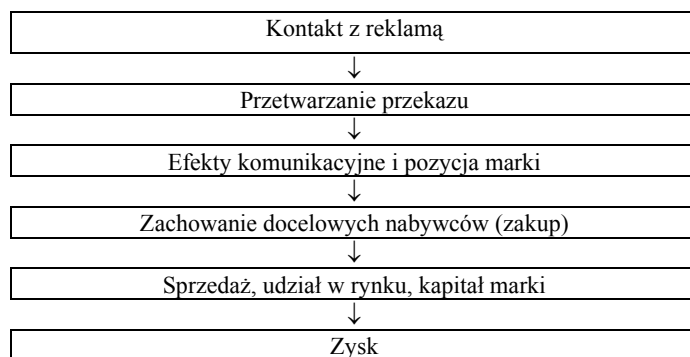 Kontakt z reklamą
↓
Przetwarzanie przekazu
↓
Efekty komunikacyjne i pozycja marki
↓
Zachowanie docelowych nabywców (zakup)
↓
Sprzedaż, udział w rynku, kapitał marki
↓
Zysk